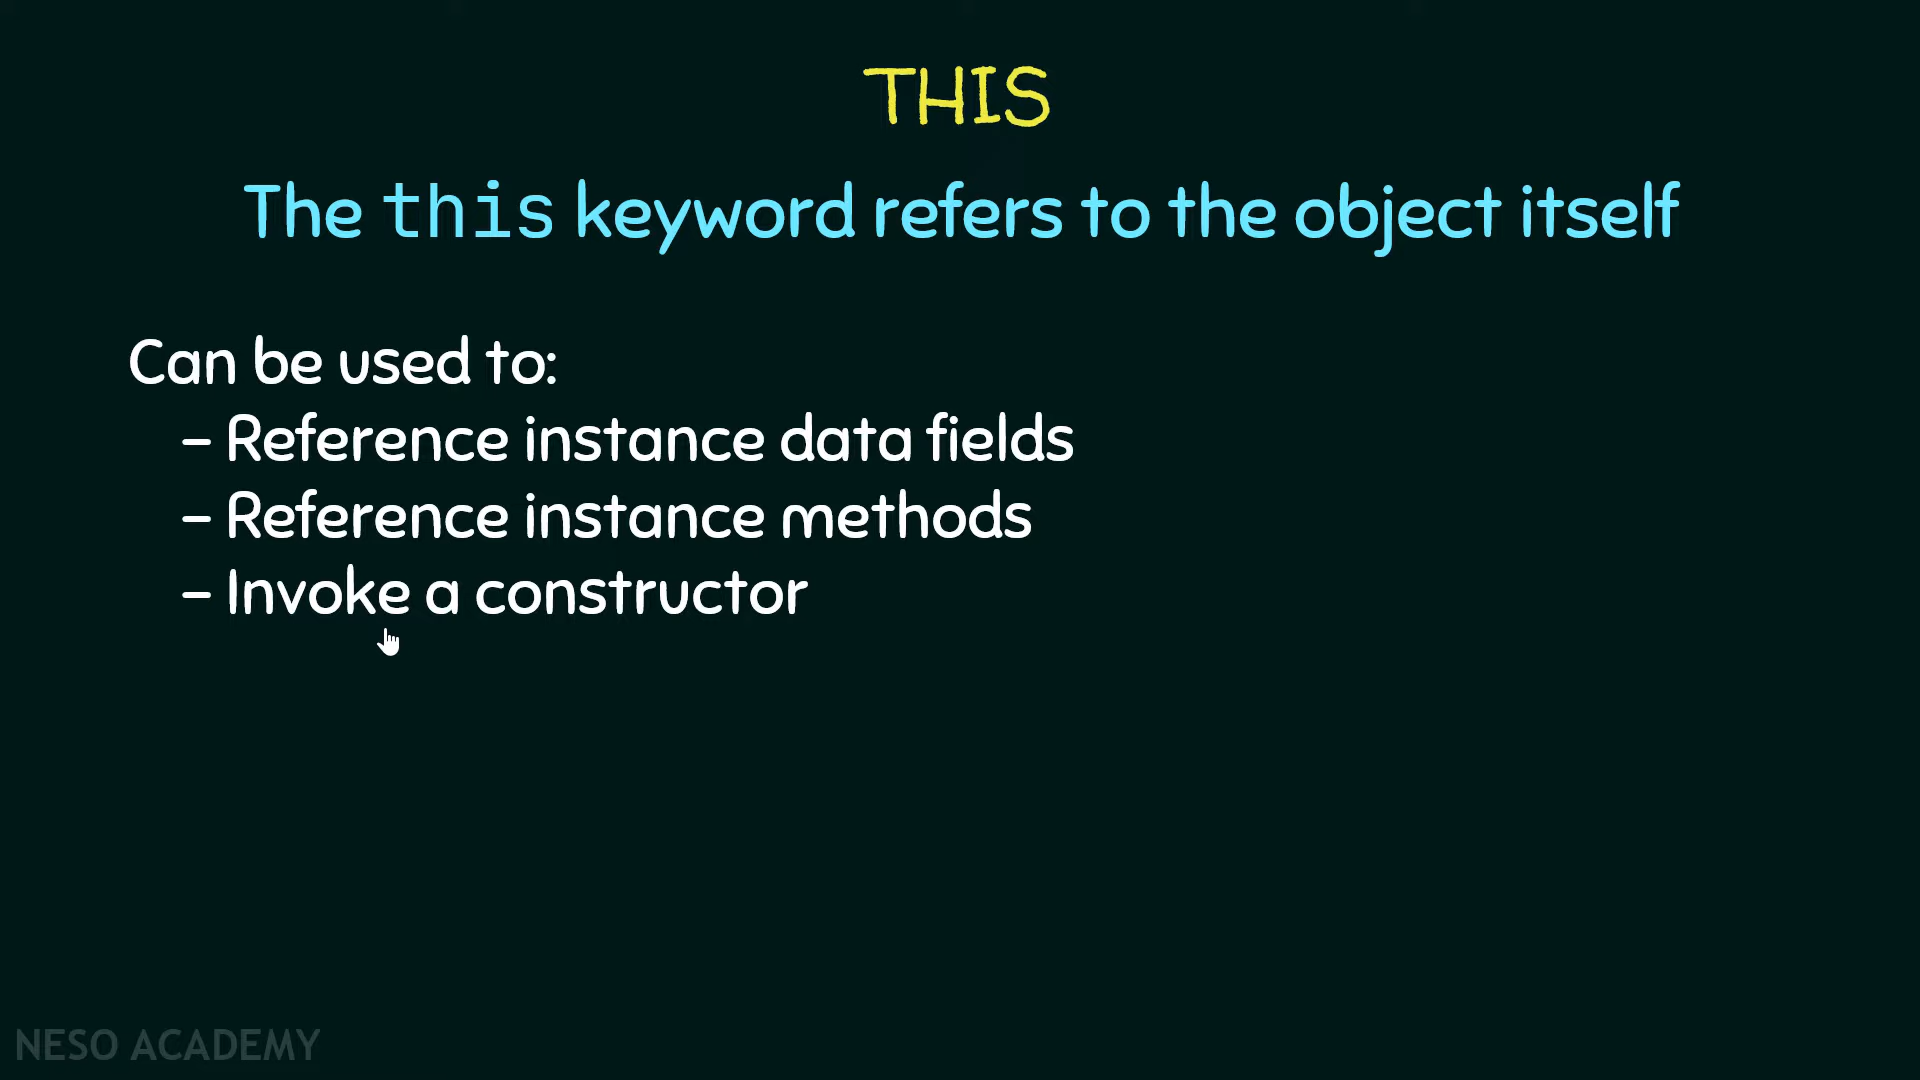 THIS
The this keyword refers to the object itself
Can be used to:
– Reference instance data fields
– Reference instance methods
– Invoke a constructor
NESO ACADEMY